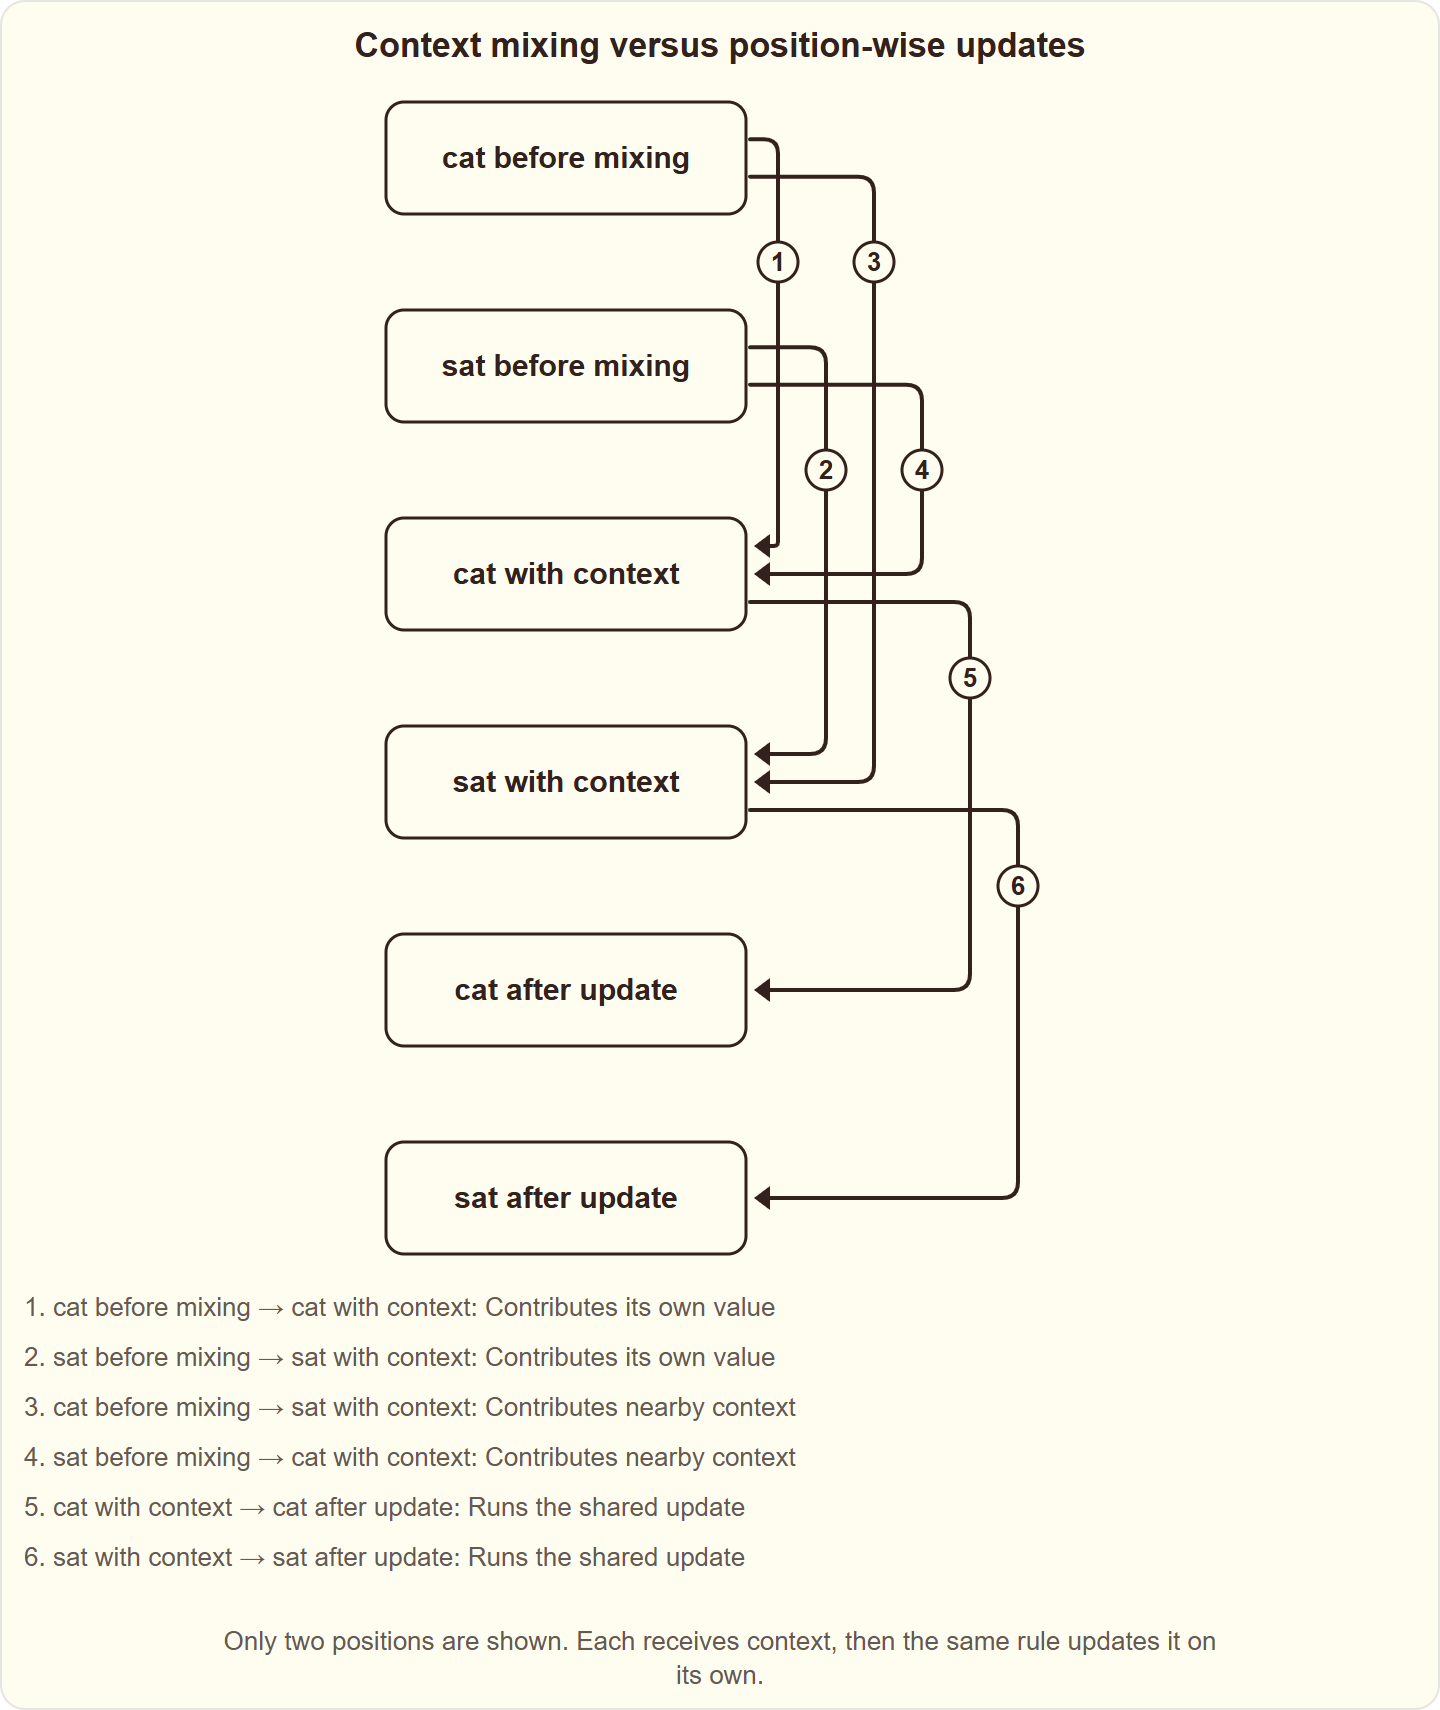 Context mixing versus position-wise updates
cat before mixing
1
3
sat before mixing
2
4
cat with context
5
sat with context
6
cat after update
sat after update
1. cat before mixing → cat with context: Contributes its own value
2. sat before mixing → sat with context: Contributes its own value
3. cat before mixing → sat with context: Contributes nearby context
4. sat before mixing → cat with context: Contributes nearby context
5. cat with context → cat after update: Runs the shared update
6. sat with context → sat after update: Runs the shared update
Only two positions are shown. Each receives context, then the same rule updates it on
its own.